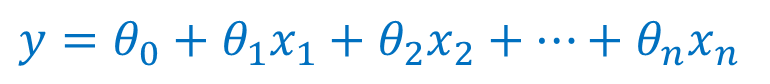 y = θ₀ + θ₁x₁ + θ₂x₂ + ⋯ + θₙxₙ